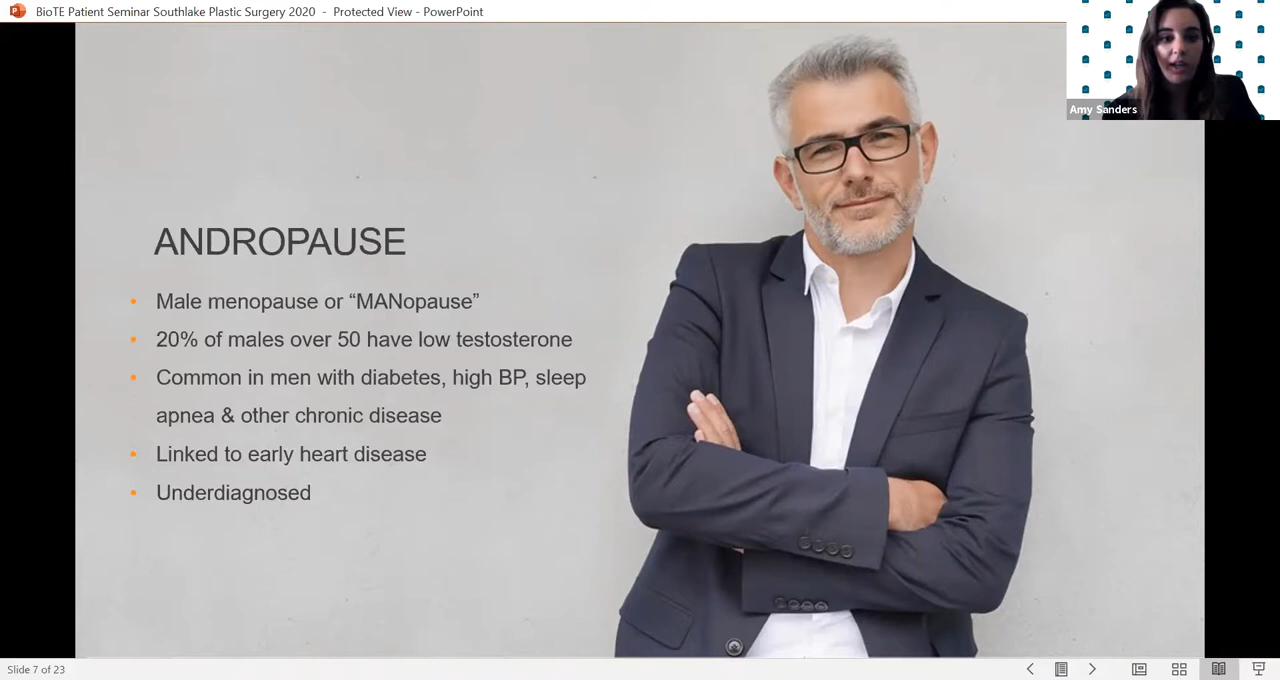 BioTE Patient Seminar Southlake Plastic Surgery 2020 - Protected View - PowerPoint
Amy Sanders
ANDROPAUSE
• Male menopause or “MANopause”
• 20% of males over 50 have low testosterone
• Common in men with diabetes, high BP, sleep
apnea & other chronic disease
• Linked to early heart disease
• Underdiagnosed
Slide 7 of 23